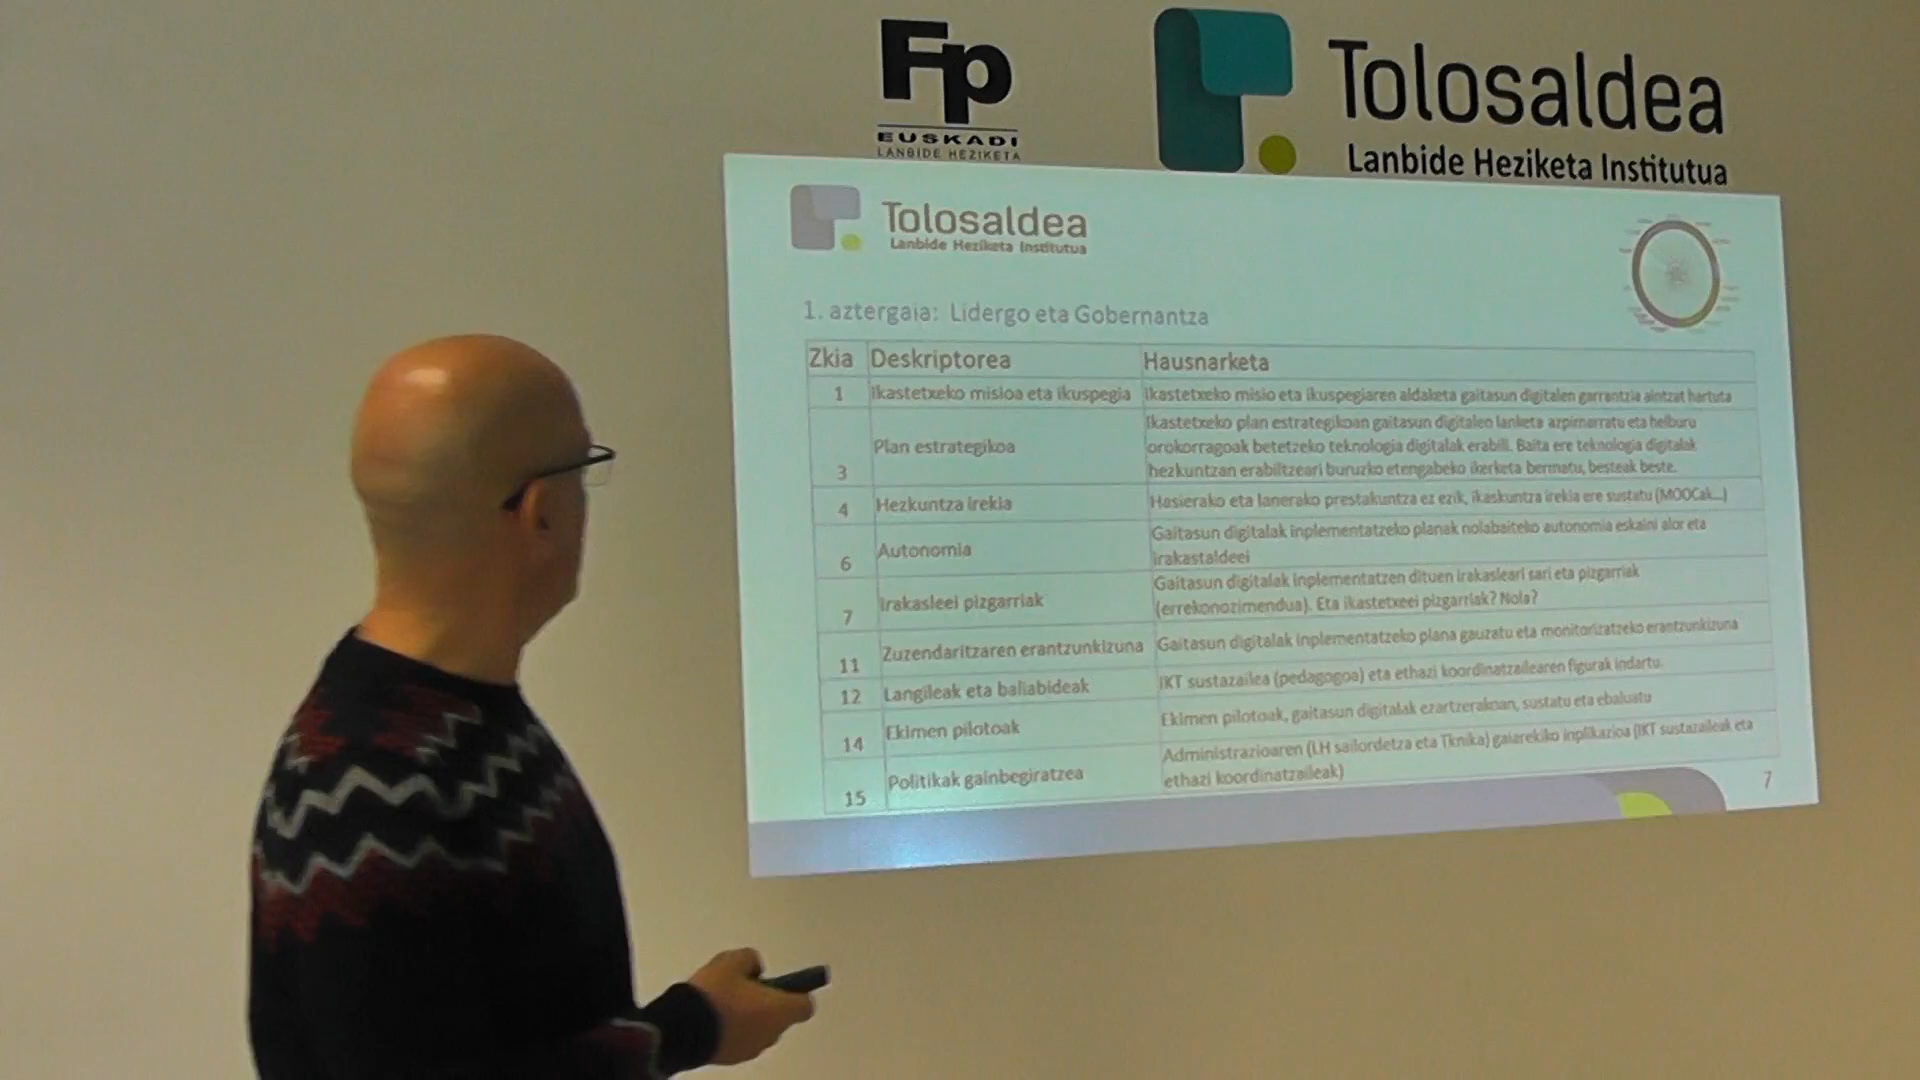 Fp
EUSKADI
LANBIDE HEZIKETA
Tolosaldea
Lanbide Heziketa Institutua
Tolosaldea
Lanbide Heziketa Institutua
1. aztergaia: Lidergo eta Gobernantza
Zkia Deskriptorea Hausnarketa
1 Ikastetxeko misioa eta ikuspegia Ikastetxeko misio eta ikuspegiaren aldaketa gaitasun digitalen garrantzia aintzat hartuta
3 Plan estrategikoa Ikastetxeko plan estrategikoan gaitasun digitalen lanketa azpimarratu eta helburu
orokorragoak betetzeko teknologia digitalak erabili. Baita ere teknologia digitalak
hezkuntzan erabiltzeari buruzko etengabeko ikerketa bermatu, besteak beste.
4 Hezkuntza irekia Hasierako eta lanerako prestakuntza ez ezik, ikaskuntza irekia ere sustatu (MOOCak...)
6 Autonomia Gaitasun digitalak inplementatzeko planak nolabaiteko autonomia eskaini alor eta
irakastaldeei
7 Irakasleei pizgarriak Gaitasun digitalak inplementatzen dituen irakasleari sari eta pizgarriak
(errekonozimendua). Eta ikastetxeei pizgarriak? Nola?
11 Zuzendaritzaren erantzunkizuna Gaitasun digitalak inplementatzeko plana gauzatu eta monitorizatzeko erantzunkizuna
12 Langileak eta baliabideak IKT sustazailea (pedagogoa) eta ethazi koordinatzailearen figurak indartu.
14 Ekimen pilotoak Ekimen pilotoak, gaitasun digitalak ezartzerakoan, sustatu eta ebaluatu
15 Politikak gainbegiratzea Administrazioaren (LH sailordetza eta Tknika) gaiarekiko inplikazioa (IKT sustazaileak eta
ethazi koordinatzaileak)
7